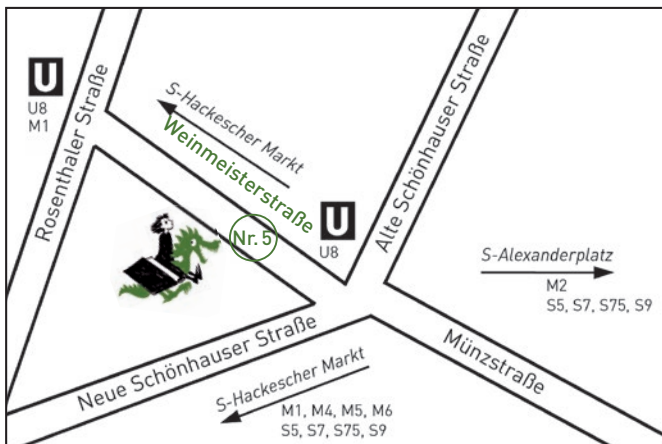 U
U8
M1
Rosenthaler Straße
S-Hackescher Markt
Weinmeisterstraße
Nr. 5
U
U8
Alte Schönhauser Straße
S-Alexanderplatz
M2
S5, S7, S75, S9
Neue Schönhauser Straße
Münzstraße
S-Hackescher Markt
M1, M4, M5, M6
S5, S7, S75, S9